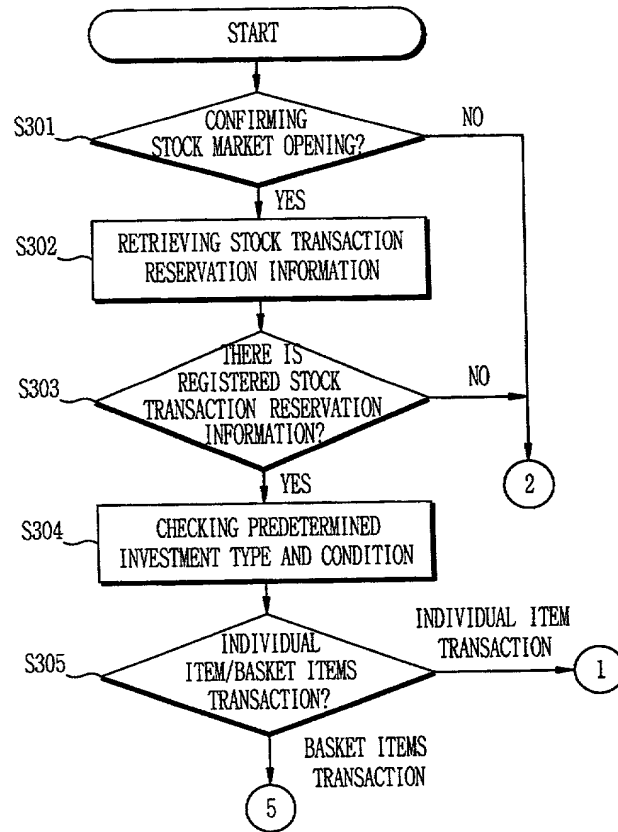 START
S301
CONFIRMING
STOCK MARKET OPENING?
NO
YES
S302
RETRIEVING STOCK TRANSACTION
RESERVATION INFORMATION
S303
THERE IS
REGISTERED STOCK
TRANSACTION RESERVATION
INFORMATION?
NO
2
YES
S304
CHECKING PREDETERMINED
INVESTMENT TYPE AND CONDITION
S305
INDIVIDUAL
ITEM/BASKET ITEMS
TRANSACTION?
INDIVIDUAL ITEM
TRANSACTION
1
BASKET ITEMS
TRANSACTION
5